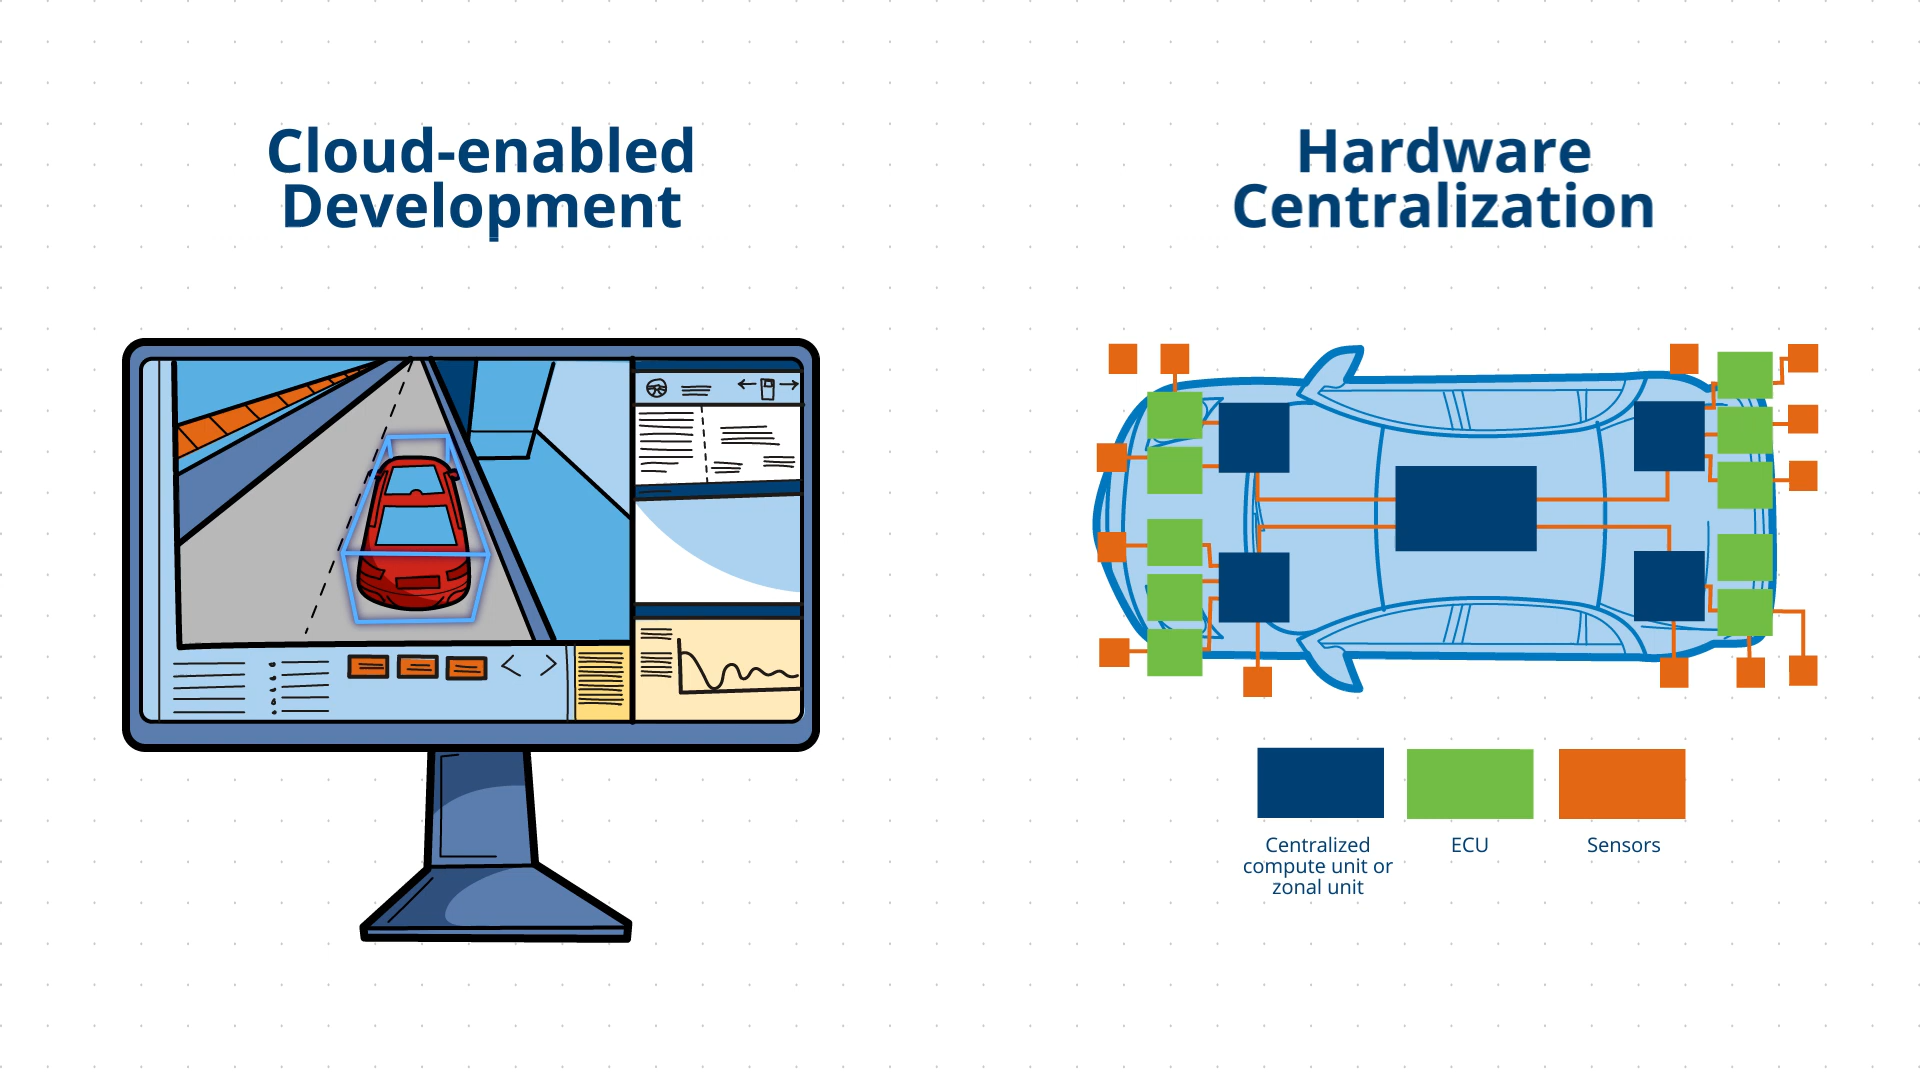 Cloud-enabled
Development
Hardware
Centralization
Centralized
compute unit or
zonal unit
ECU
Sensors